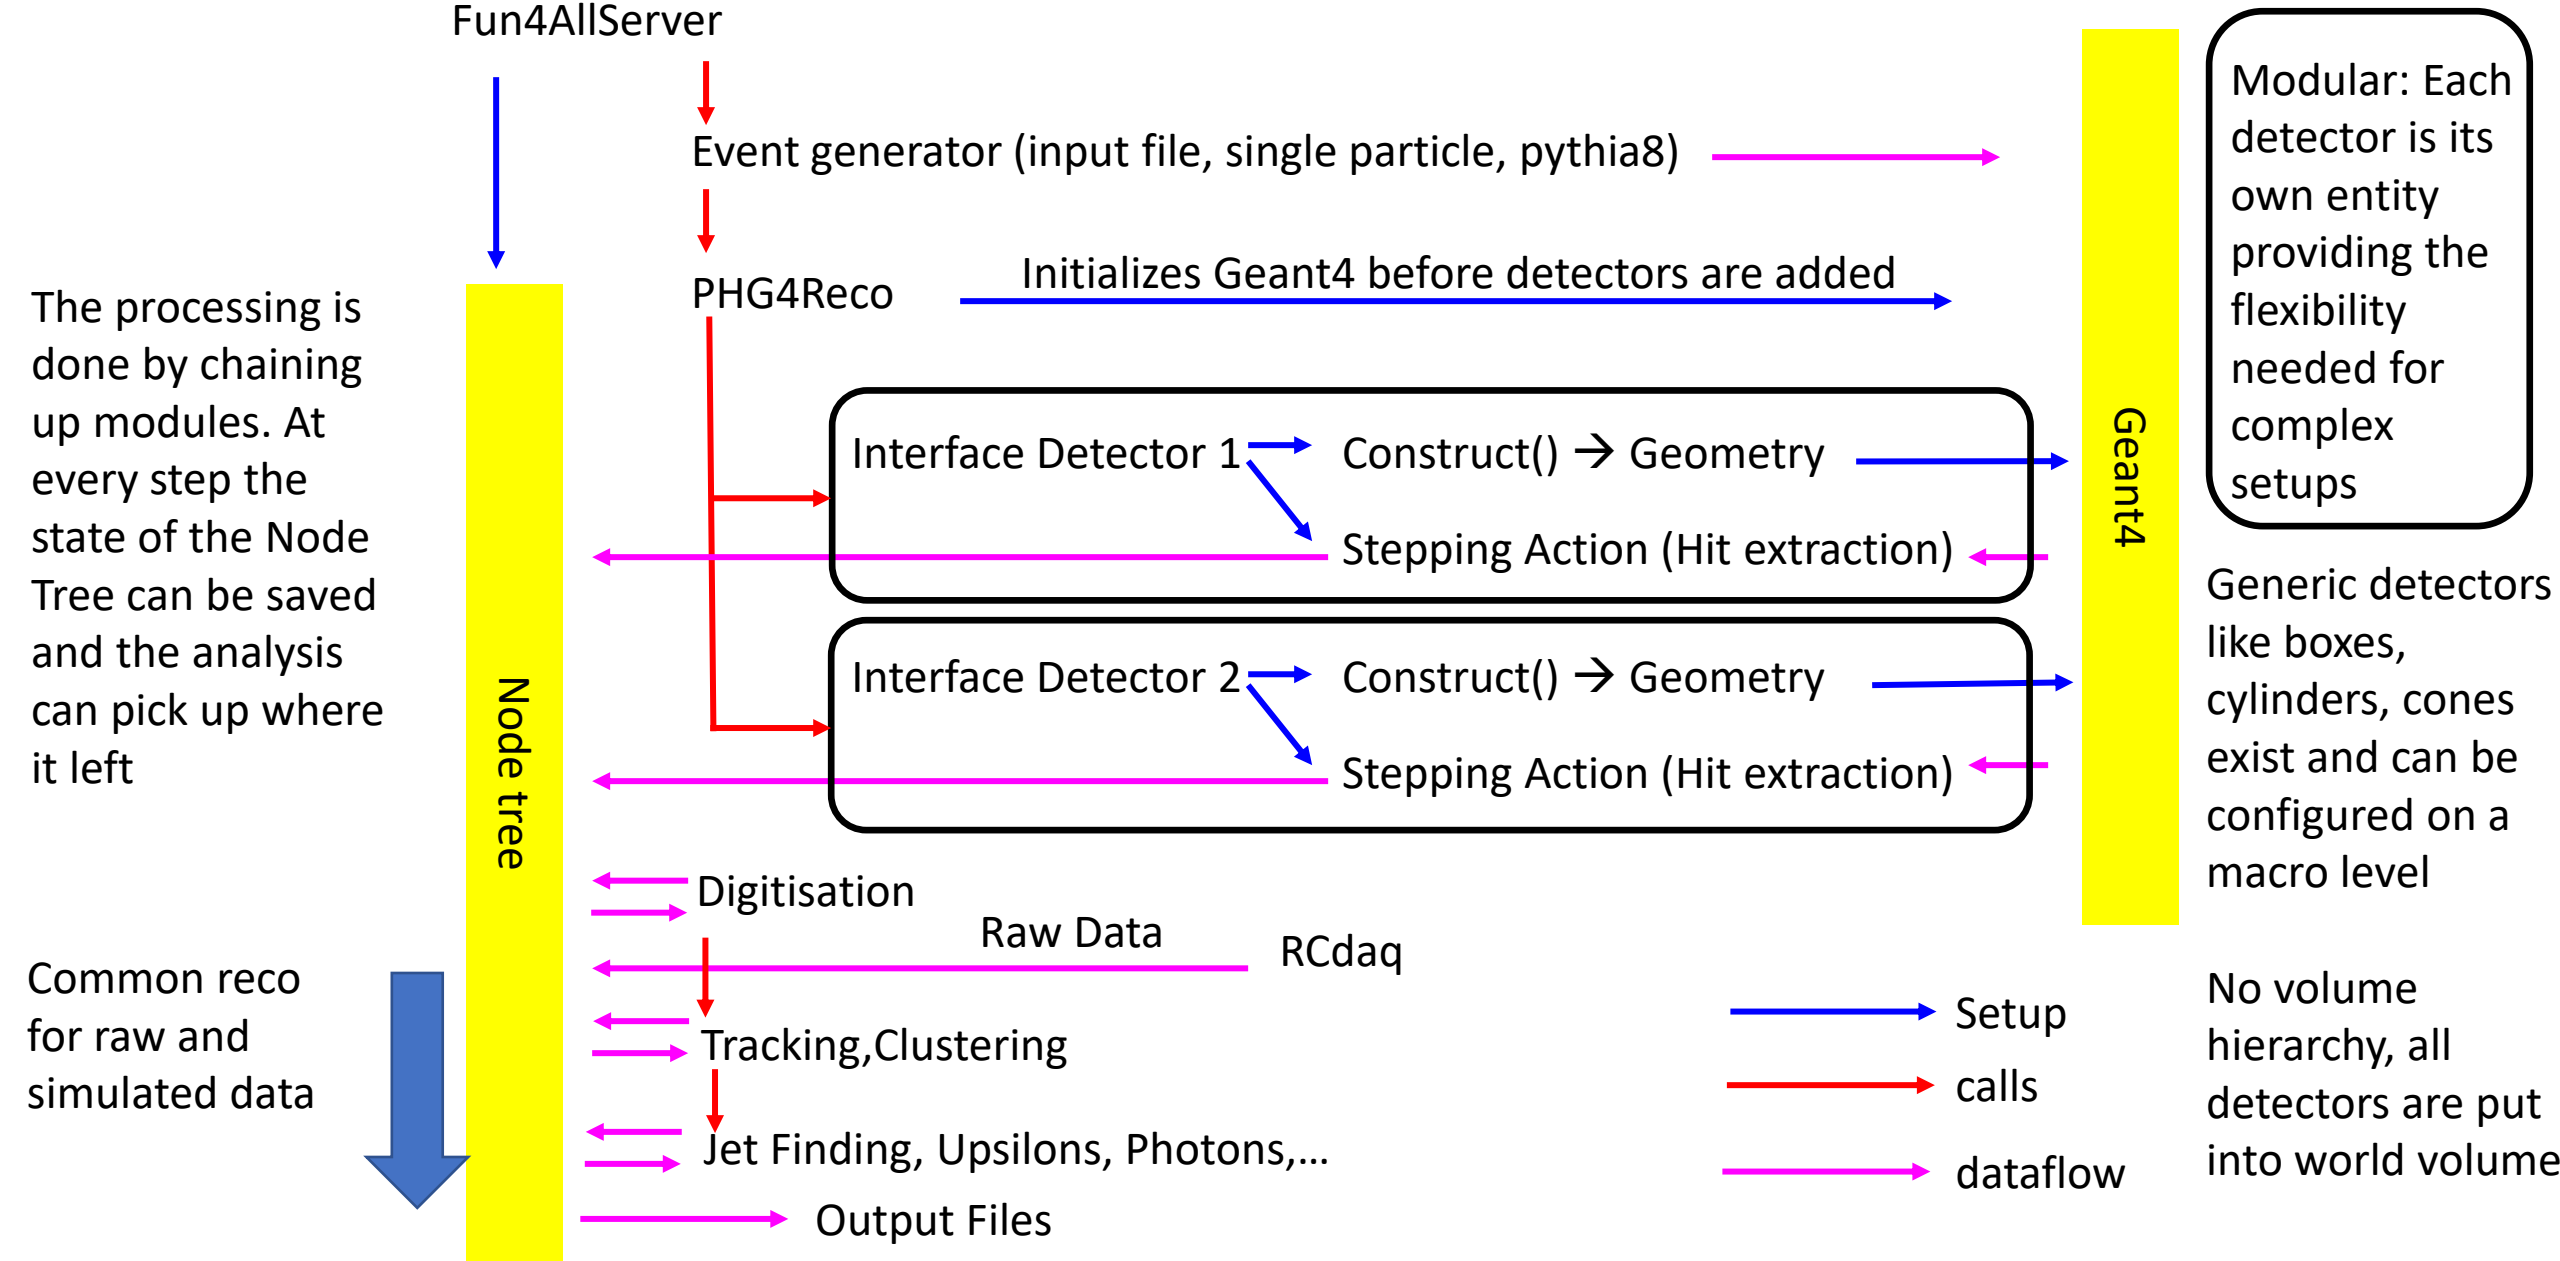 Fun4AllServer
Event generator (input file, single particle, pythia8)
PHG4Reco
Initializes Geant4 before detectors are added
The processing is
done by chaining
up modules. At
every step the
state of the Node
Tree can be saved
and the analysis
can pick up where
it left
Node tree
Interface Detector 1
Construct() → Geometry
Stepping Action (Hit extraction)
Interface Detector 2
Construct() → Geometry
Stepping Action (Hit extraction)
Geant4
Modular: Each
detector is its
own entity
providing the
flexibility
needed for
complex
setups
Generic detectors
like boxes,
cylinders, cones
exist and can be
configured on a
macro level
No volume
hierarchy, all
detectors are put
into world volume
Digitisation
Raw Data
RCdaq
Common reco
for raw and
simulated data
Tracking,Clustering
Jet Finding, Upsilons, Photons,…
Output Files
Setup
calls
dataflow